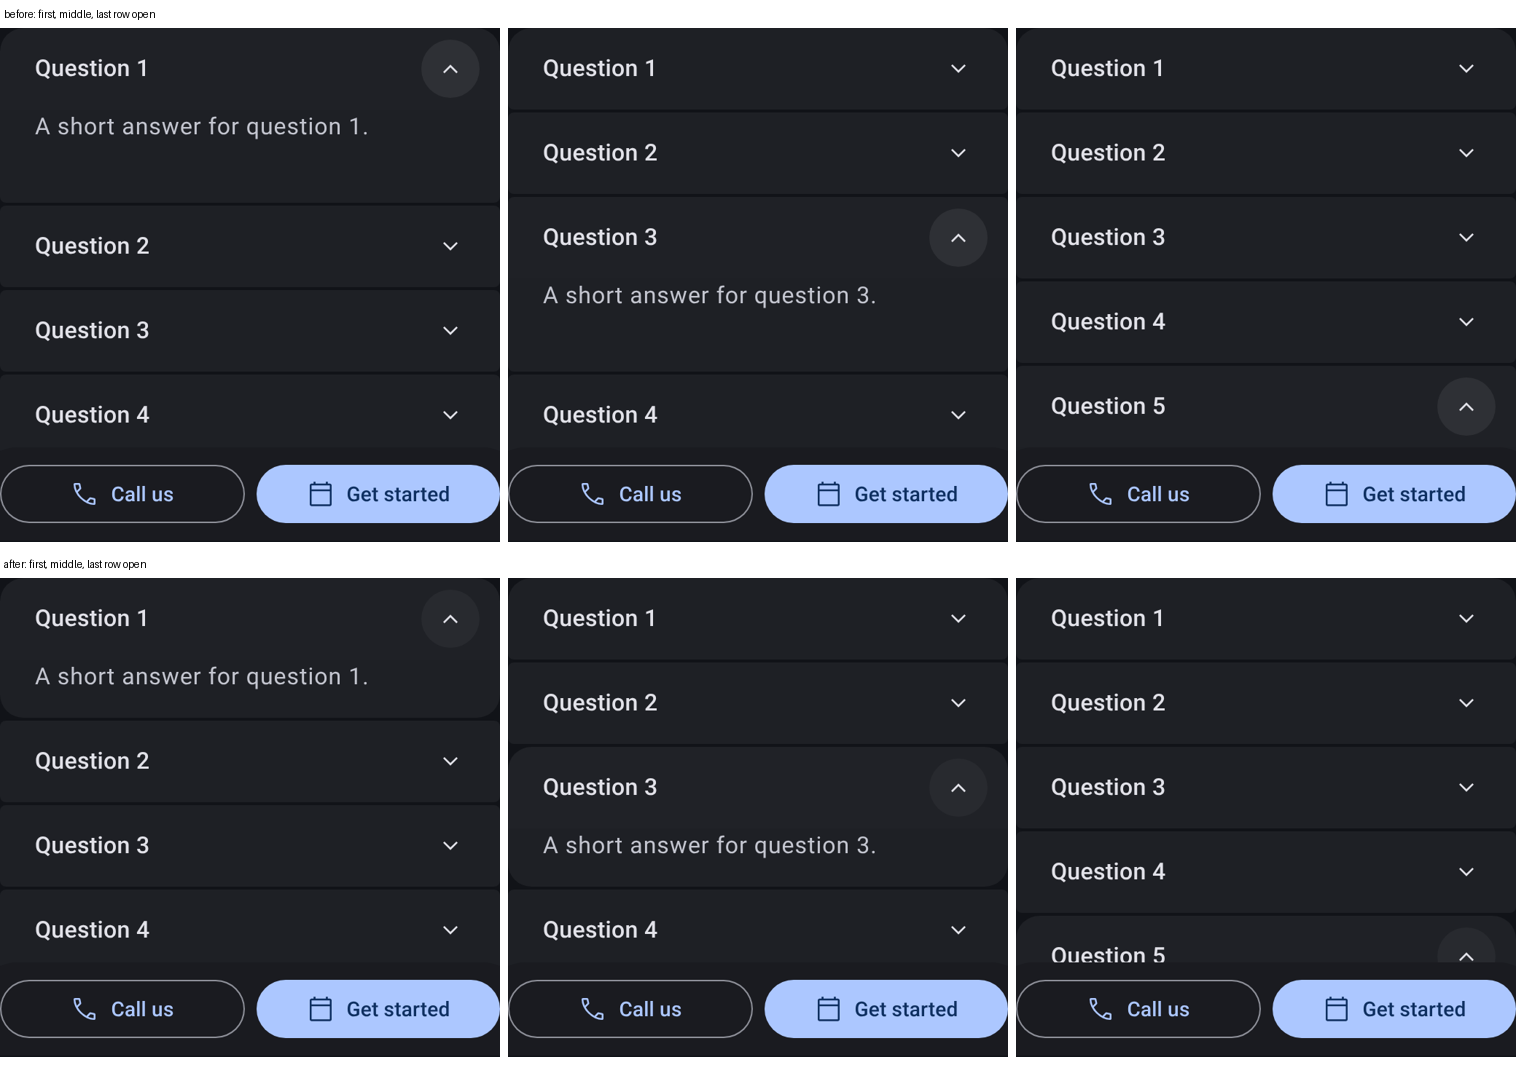 before: first, middle, last row open
Question 1
A short answer for question 1.
Question 2
Question 3
Question 4
Call us
Get started
Question 1
Question 2
Question 3
A short answer for question 3.
Question 4
Call us
Get started
Question 1
Question 2
Question 3
Question 4
Question 5
Call us
Get started
after: first, middle, last row open
Question 1
A short answer for question 1.
Question 2
Question 3
Question 4
Call us
Get started
Question 1
Question 2
Question 3
A short answer for question 3.
Question 4
Call us
Get started
Question 1
Question 2
Question 3
Question 4
Question 5
Call us
Get started